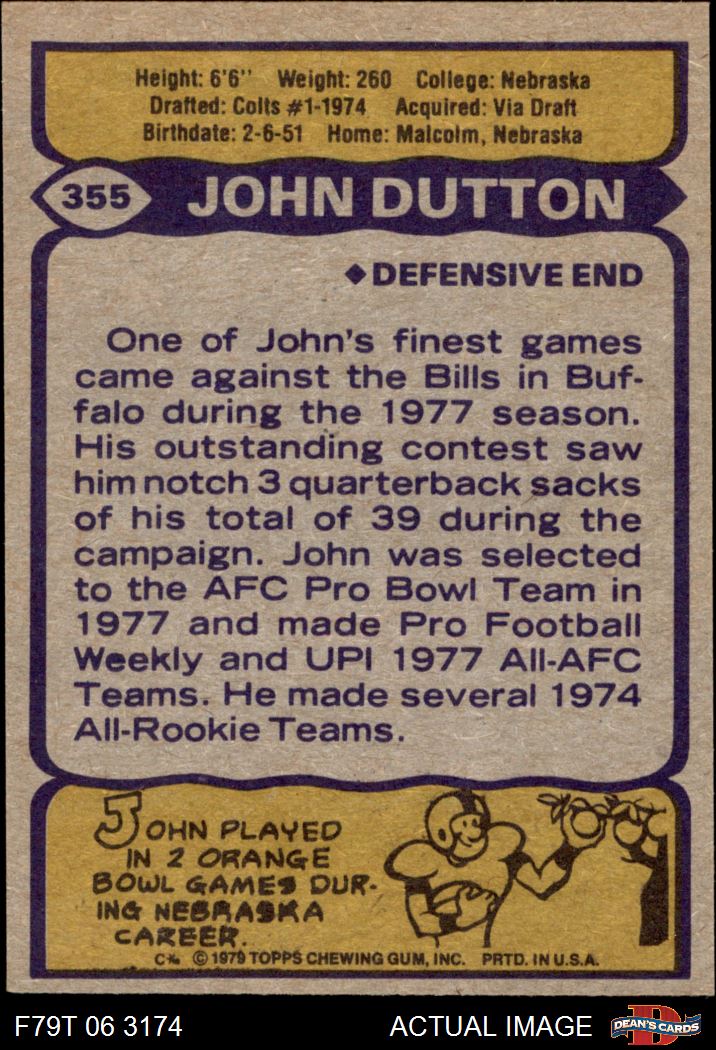 Height: 6'6'' Weight: 260 College: Nebraska
Drafted: Colts #1-1974 Acquired: Via Draft
Birthdate: 2-6-51 Home: Malcolm, Nebraska
355 JOHN DUTTON
◆DEFENSIVE END
One of John's finest games
came against the Bills in Buf-
falo during the 1977 season.
His outstanding contest saw
him notch 3 quarterback sacks
of his total of 39 during the
campaign. John was selected
to the AFC Pro Bowl Team in
1977 and made Pro Football
Weekly and UPI 1977 All-AFC
Teams. He made several 1974
All-Rookie Teams.
JOHN PLAYED
IN 2 ORANGE
BOWL GAMES DUR-
ING NEBRASKA
CAREER.
C** © 1979 TOPPS CHEWING GUM, INC. PRTD. IN U.S.A.
F79T 06 3174 ACTUAL IMAGE D DEAN'S CARDS